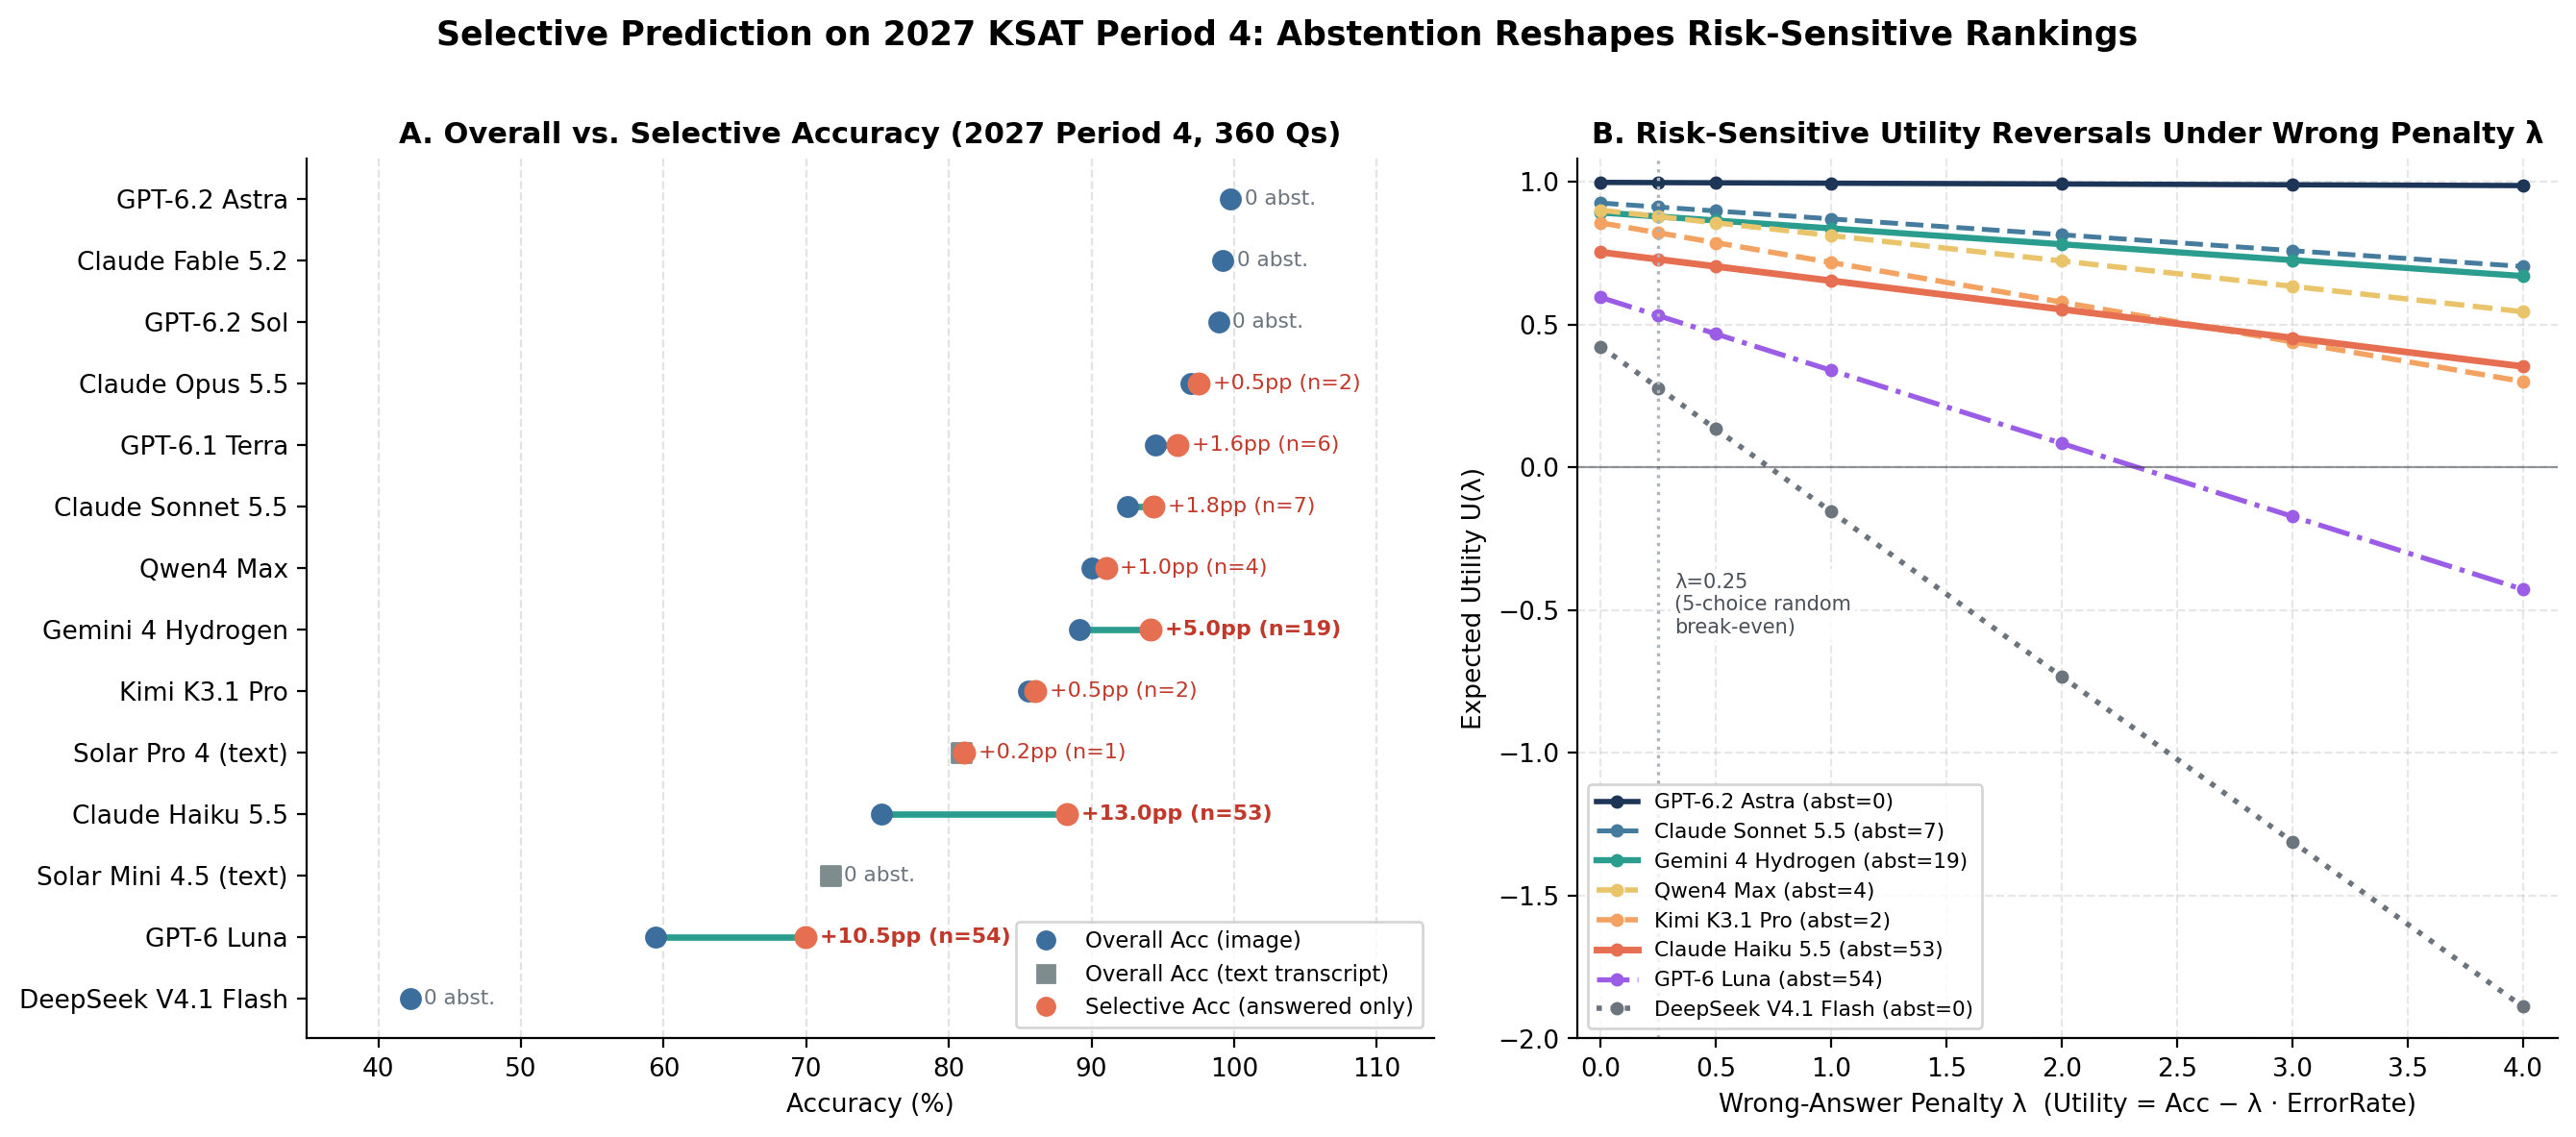 Selective Prediction on 2027 KSAT Period 4: Abstention Reshapes Risk-Sensitive Rankings
A. Overall vs. Selective Accuracy (2027 Period 4, 360 Qs)
GPT-6.2 Astra
0 abst.
Claude Fable 5.2
0 abst.
GPT-6.2 Sol
0 abst.
Claude Opus 5.5
+0.5pp (n=2)
GPT-6.1 Terra
+1.6pp (n=6)
Claude Sonnet 5.5
+1.8pp (n=7)
Qwen4 Max
+1.0pp (n=4)
Gemini 4 Hydrogen
+5.0pp (n=19)
Kimi K3.1 Pro
+0.5pp (n=2)
Solar Pro 4 (text)
+0.2pp (n=1)
Claude Haiku 5.5
+13.0pp (n=53)
Solar Mini 4.5 (text)
0 abst.
GPT-6 Luna
+10.5pp (n=54)
DeepSeek V4.1 Flash
0 abst.
Overall Acc (image)
Overall Acc (text transcript)
Selective Acc (answered only)
40 50 60 70 80 90 100 110
Accuracy (%)
B. Risk-Sensitive Utility Reversals Under Wrong Penalty λ
Expected Utility U(λ)
1.0
0.5
0.0
−0.5
−1.0
−1.5
−2.0
λ=0.25
(5-choice random
break-even)
GPT-6.2 Astra (abst=0)
Claude Sonnet 5.5 (abst=7)
Gemini 4 Hydrogen (abst=19)
Qwen4 Max (abst=4)
Kimi K3.1 Pro (abst=2)
Claude Haiku 5.5 (abst=53)
GPT-6 Luna (abst=54)
DeepSeek V4.1 Flash (abst=0)
0.0 0.5 1.0 1.5 2.0 2.5 3.0 3.5 4.0
Wrong-Answer Penalty λ (Utility = Acc − λ · ErrorRate)